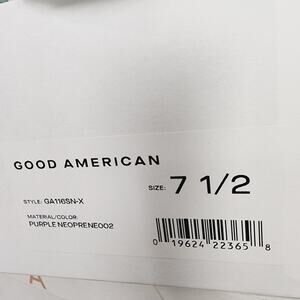 GOOD AMERICAN
SIZE: 7 1/2
STYLE: GA116SN-X
MATERIAL/COLOR:
PURPLE NEOPRENE002
0 19624 22365 8